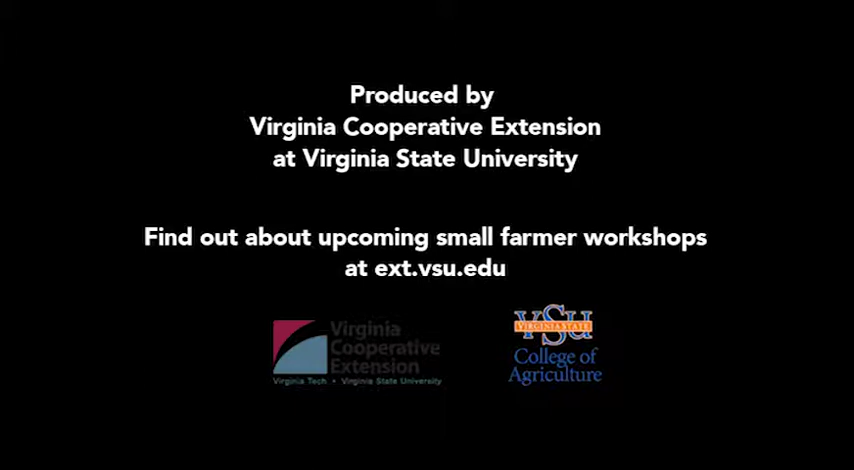 Produced by
Virginia Cooperative Extension
at Virginia State University
Find out about upcoming small farmer workshops
at ext.vsu.edu
Virginia
Cooperative
Extension
Virginia Tech • Virginia State University
VSU
VIRGINIA STATE
College of
Agriculture